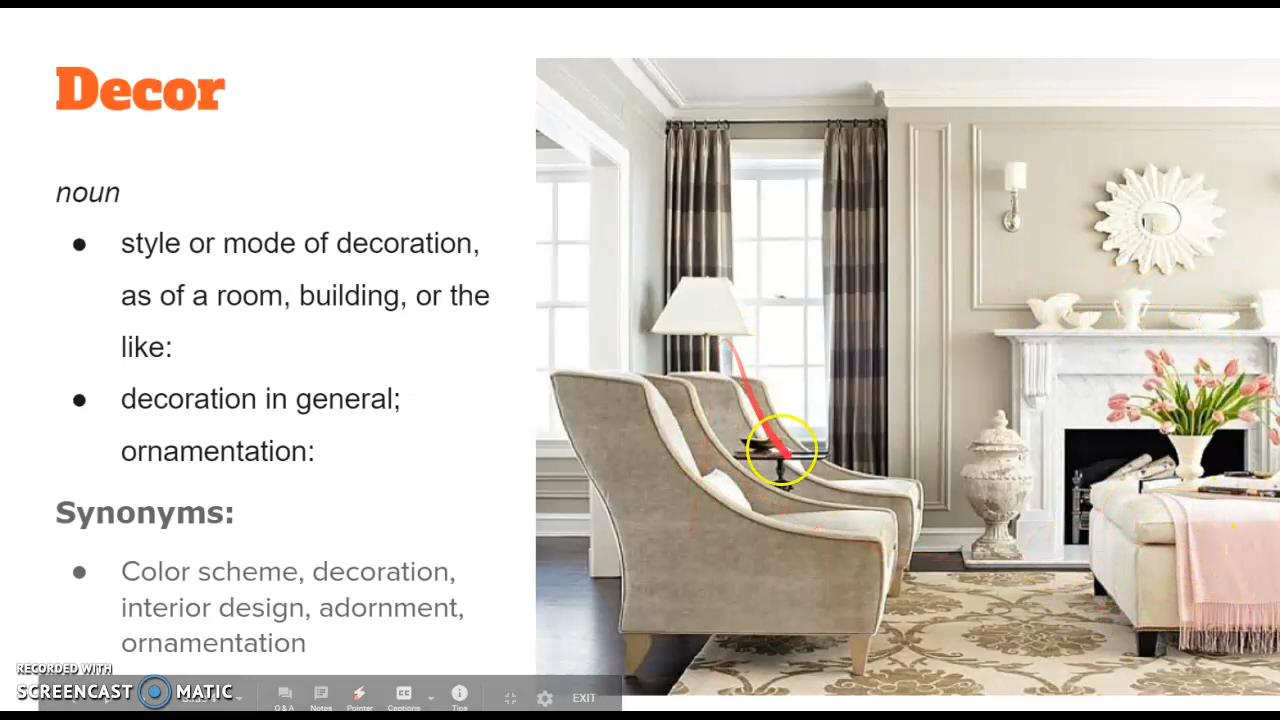 Decor
noun
● style or mode of decoration,
as of a room, building, or the
like:
● decoration in general;
ornamentation:
Synonyms:
● Color scheme, decoration,
interior design, adornment,
ornamentation
RECORDED WITH
SCREENCAST MATIC
Q & A Notes Pointer Captions Tips EXIT